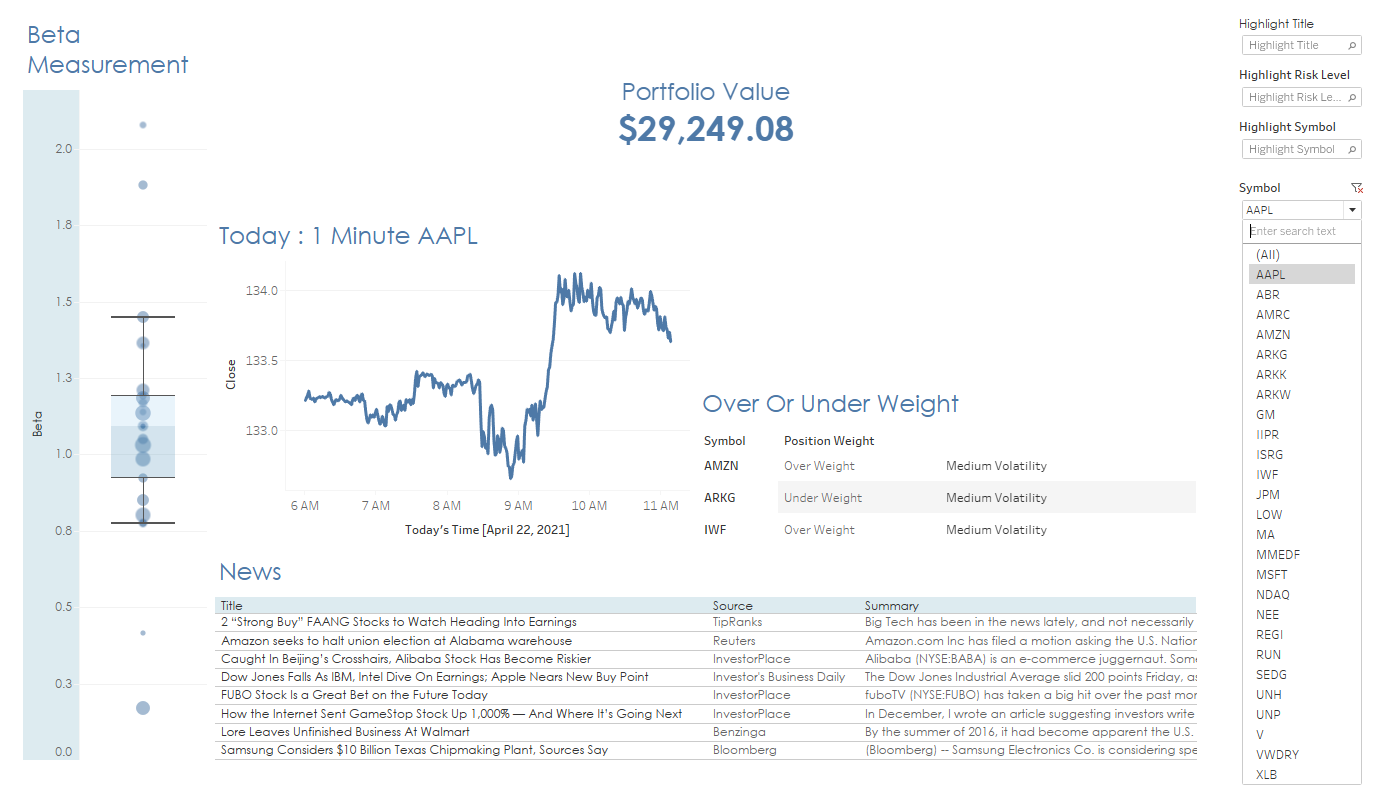 Beta
Measurement
2.0
1.8
1.5
1.3
1.0
0.8
0.5
0.3
0.0
Beta
Portfolio Value
$29,249.08
Today : 1 Minute AAPL
134.0
133.5
133.0
Close
6 AM 7 AM 8 AM 9 AM 10 AM 11 AM
Today's Time [April 22, 2021]
Over Or Under Weight
Symbol Position Weight
AMZN Over Weight Medium Volatility
ARKG Under Weight Medium Volatility
IWF Over Weight Medium Volatility
News
Title Source Summary
2 “Strong Buy” FAANG Stocks to Watch Heading Into Earnings TipRanks Big Tech has been in the news lately, and not necessarily
Amazon seeks to halt union election at Alabama warehouse Reuters Amazon.com Inc has filed a motion asking the U.S. Nation
Caught In Beijing’s Crosshairs, Alibaba Stock Has Become Riskier InvestorPlace Alibaba (NYSE:BABA) is an e-commerce juggernaut. Some
Dow Jones Falls As IBM, Intel Dive On Earnings; Apple Nears New Buy Point Investor's Business Daily The Dow Jones Industrial Average slid 200 points Friday, as
FUBO Stock Is a Great Bet on the Future Today InvestorPlace fuboTV (NYSE:FUBO) has taken a big hit over the past mon
How the Internet Sent GameStop Stock Up 1,000% — And Where It’s Going Next InvestorPlace In December, I wrote an article suggesting investors write
Lore Leaves Unfinished Business At Walmart Benzinga By the summer of 2016, it had become apparent the U.S.
Samsung Considers $10 Billion Texas Chipmaking Plant, Sources Say Bloomberg (Bloomberg) -- Samsung Electronics Co. is considering spe
Highlight Title
Highlight Title
Highlight Risk Level
Highlight Risk Le...
Highlight Symbol
Highlight Symbol
Symbol
AAPL
Enter search text
(All)
AAPL
ABR
AMRC
AMZN
ARKG
ARKK
ARKW
GM
IIPR
ISRG
IWF
JPM
LOW
MA
MMEDF
MSFT
NDAQ
NEE
REGI
RUN
SEDG
UNH
UNP
V
VWDRY
XLB